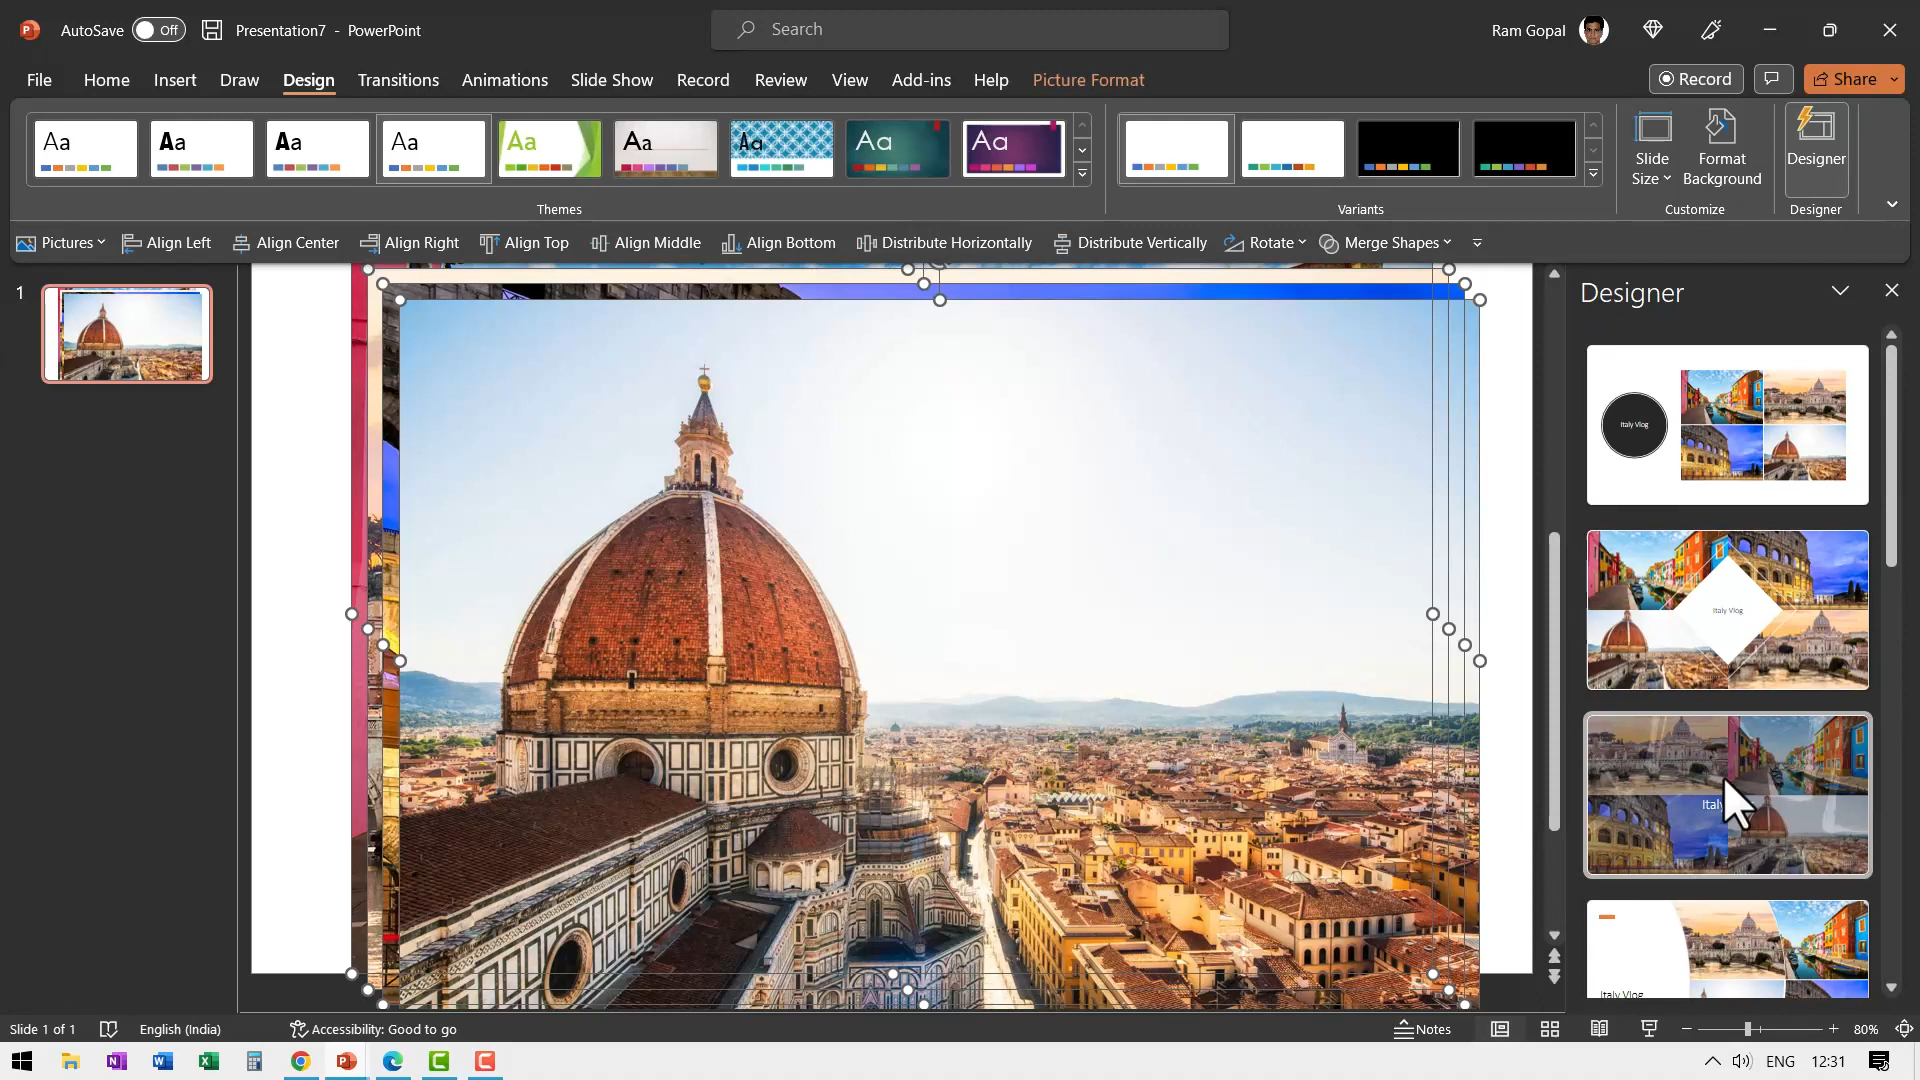 AutoSave Off Presentation7 - PowerPoint Search Ram Gopal
File Home Insert Draw Design Transitions Animations Slide Show Record Review View Add-ins Help Picture Format Record Share
Aa Aa Aa Aa Aa Aa Aa Aa Aa
Slide Size Format Background Designer
Themes Variants Customize Designer
Pictures Align Left Align Center Align Right Align Top Align Middle Align Bottom Distribute Horizontally Distribute Vertically Rotate Merge Shapes
1
Designer
Italy Vlog
Italy Vlog
Italy
Italy Vlog
Slide 1 of 1 English (India) Accessibility: Good to go Notes 80%
ENG 12:31